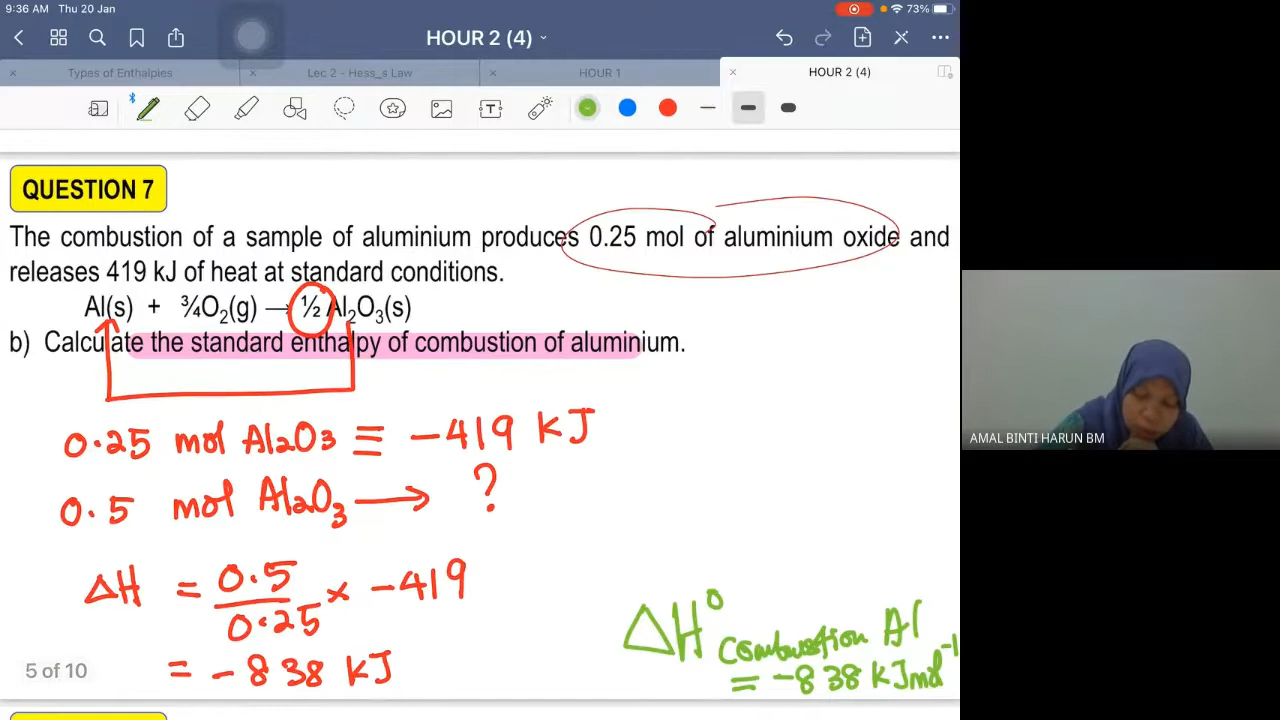 9:36 AM Thu 20 Jan
73%
HOUR 2 (4)
Types of Enthalpies
Lec 2 - Hess_s Law
HOUR 1
HOUR 2 (4)
QUESTION 7
The combustion of a sample of aluminium produces 0.25 mol of aluminium oxide and
releases 419 kJ of heat at standard conditions.
Al(s) + ¾O₂(g) → ½ Al₂O₃(s)
b) Calculate the standard enthalpy of combustion of aluminium.
0.25 mol Al₂O₃ ≡ -419 kJ
0.5 mol Al₂O₃ → ?
ΔH = 0.5/0.25 × -419
= -838 kJ
ΔH° combustion Al
= -838 kJmol⁻¹
5 of 10
AMAL BINTI HARUN BM